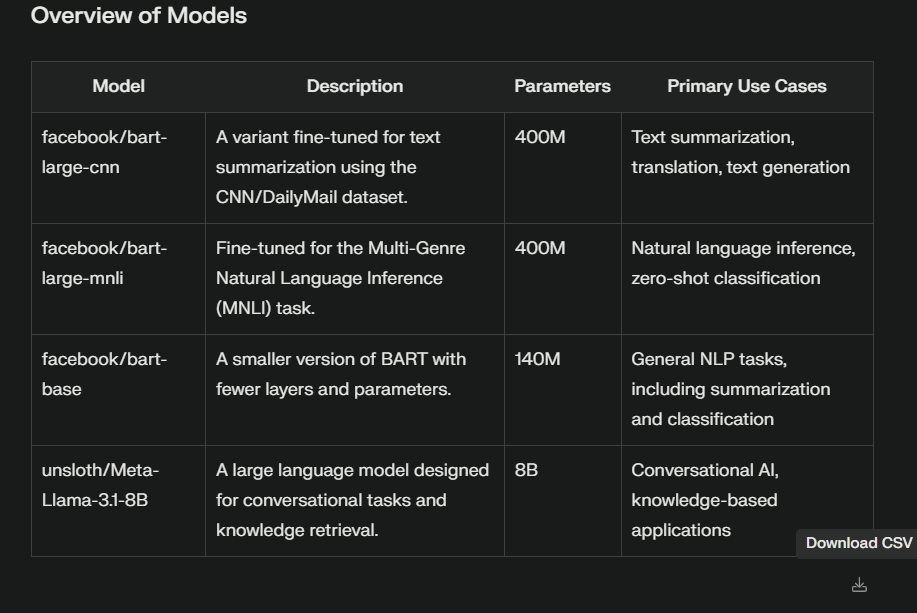 Overview of Models
Model Description Parameters Primary Use Cases
facebook/bart- A variant fine-tuned for text 400M Text summarization,
large-cnn summarization using the translation, text generation
CNN/DailyMail dataset.
facebook/bart- Fine-tuned for the Multi-Genre 400M Natural language inference,
large-mnli Natural Language Inference zero-shot classification
(MNLI) task.
facebook/bart- A smaller version of BART with 140M General NLP tasks,
base fewer layers and parameters. including summarization
and classification
unsloth/Meta- A large language model designed 8B Conversational AI,
Llama-3.1-8B for conversational tasks and knowledge-based
knowledge retrieval. applications
Download CSV